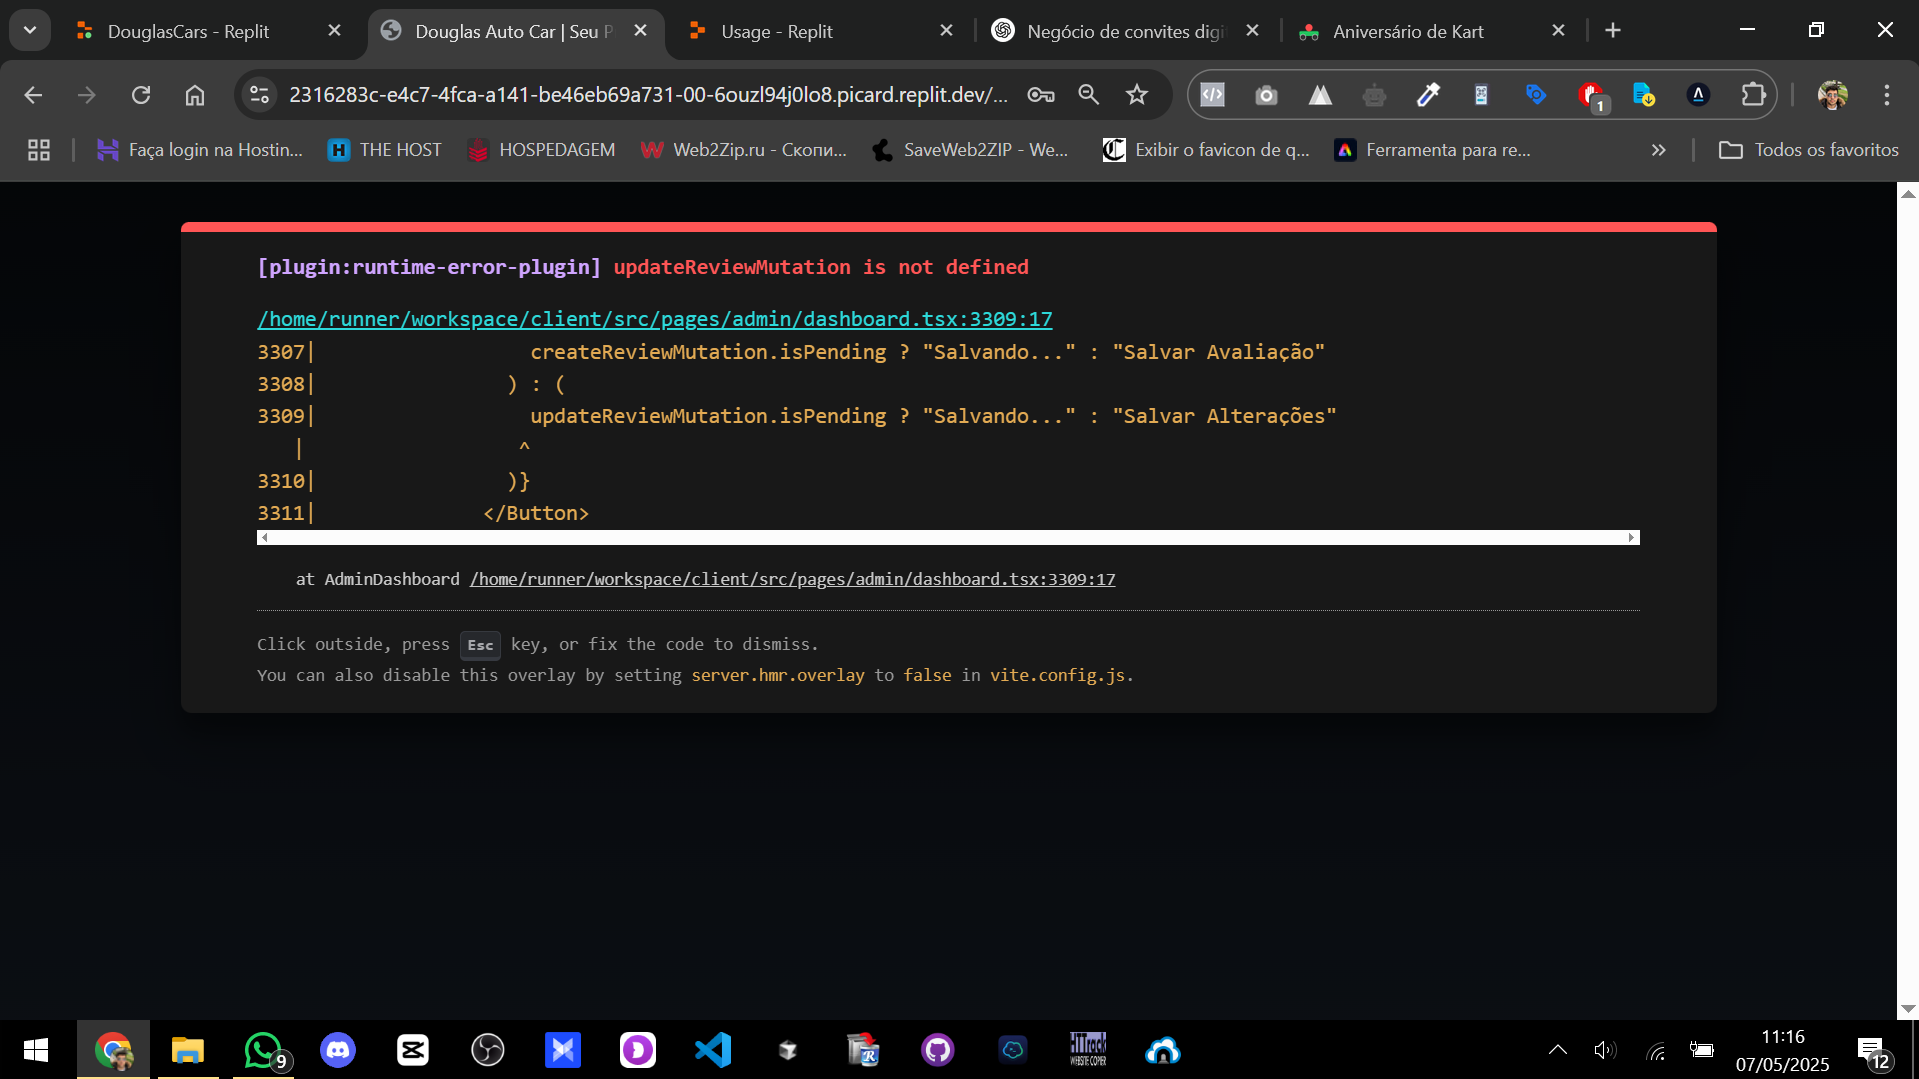 DouglasCars - Replit
Douglas Auto Car | Seu P
Usage - Replit
Negócio de convites digi
Aniversário de Kart
2316283c-e4c7-4fca-a141-be46eb69a731-00-6ouzl94j0lo8.picard.replit.dev/...
1
Faça login na Hostin...
THE HOST
HOSPEDAGEM
Web2Zip.ru - Скопи...
SaveWeb2ZIP - We...
Exibir o favicon de q...
Ferramenta para re...
Todos os favoritos
[plugin:runtime-error-plugin] updateReviewMutation is not defined
/home/runner/workspace/client/src/pages/admin/dashboard.tsx:3309:17
3307| createReviewMutation.isPending ? "Salvando..." : "Salvar Avaliação"
3308| ) : (
3309| updateReviewMutation.isPending ? "Salvando..." : "Salvar Alterações"
| ^
3310| )}
3311| </Button>
at AdminDashboard /home/runner/workspace/client/src/pages/admin/dashboard.tsx:3309:17
Click outside, press Esc key, or fix the code to dismiss.
You can also disable this overlay by setting server.hmr.overlay to false in vite.config.js.
9
HTTrack
WEBSITE COPIER
11:16
07/05/2025
12